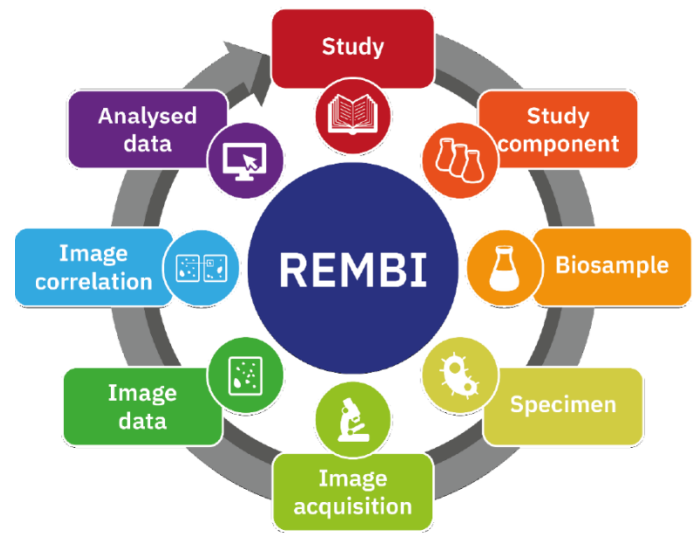 Study
Study
component
Biosample
Specimen
Image
acquisition
Image
data
Image
correlation
Analysed
data
REMBI